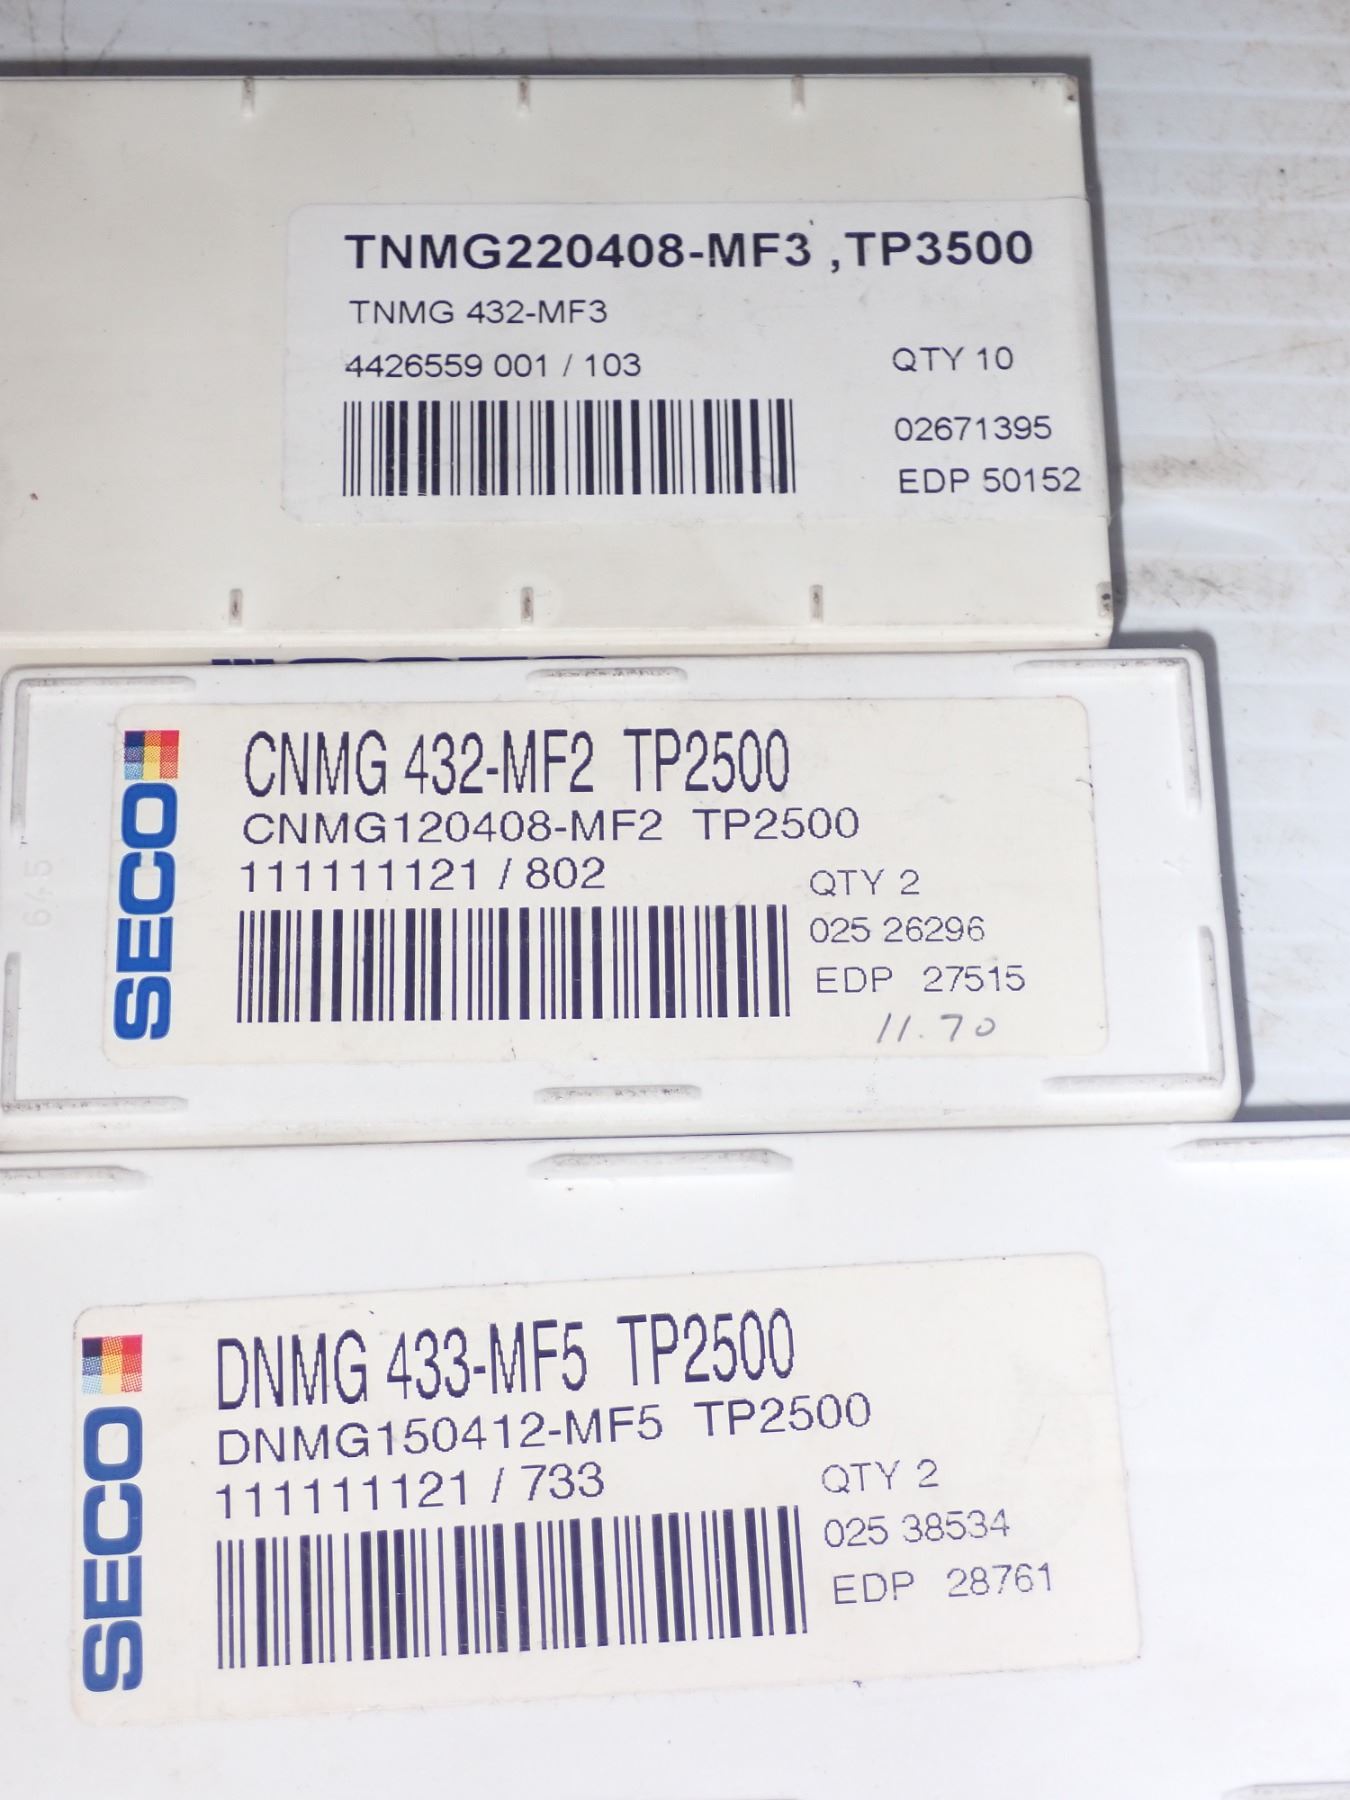 TNMG220408-MF3 ,TP3500
TNMG 432-MF3
4426559 001 / 103
QTY 10
02671395
EDP 50152
SECO
CNMG 432-MF2 TP2500
CNMG120408-MF2 TP2500
111111121 / 802
QTY 2
025 26296
EDP 27515
11.70
645
SECO
DNMG 433-MF5 TP2500
DNMG150412-MF5 TP2500
111111121 / 733
QTY 2
025 38534
EDP 28761